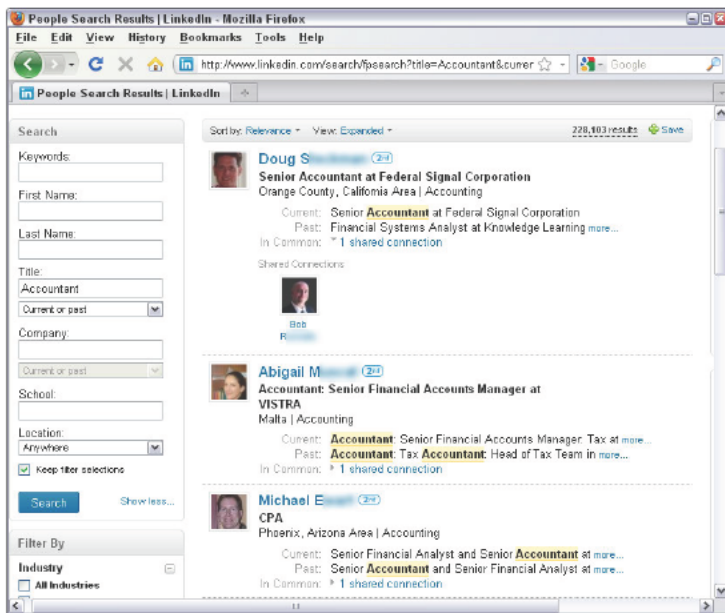 People Search Results | LinkedIn - Mozilla Firefox
File Edit View History Bookmarks Tools Help
http://www.linkedin.com/search/fpsearch?title=Accountant&currer
Google
People Search Results | LinkedIn
Search
Keywords:
First Name:
Last Name:
Title:
Accountant
Current or past
Company:
Current or past
School:
Location:
Anywhere
Keep filter selections
Search Show less...
Filter By
Industry
All Industries
Sort by: Relevance View: Expanded 228,103 results Save
Doug S 2nd
Senior Accountant at Federal Signal Corporation
Orange County, California Area | Accounting
Current: Senior Accountant at Federal Signal Corporation
Past: Financial Systems Analyst at Knowledge Learning more...
In Common: 1 shared connection
Shared Connections
Bob
R
Abigail M 2nd
Accountant: Senior Financial Accounts Manager at
VISTRA
Malta | Accounting
Current: Accountant: Senior Financial Accounts Manager: Tax at more...
Past: Accountant: Tax Accountant: Head of Tax Team in more...
In Common: 1 shared connection
Michael E 2nd
CPA
Phoenix, Arizona Area | Accounting
Current: Senior Financial Analyst and Senior Accountant at more...
Past: Senior Accountant and Senior Financial Analyst at more...
In Common: 1 shared connection